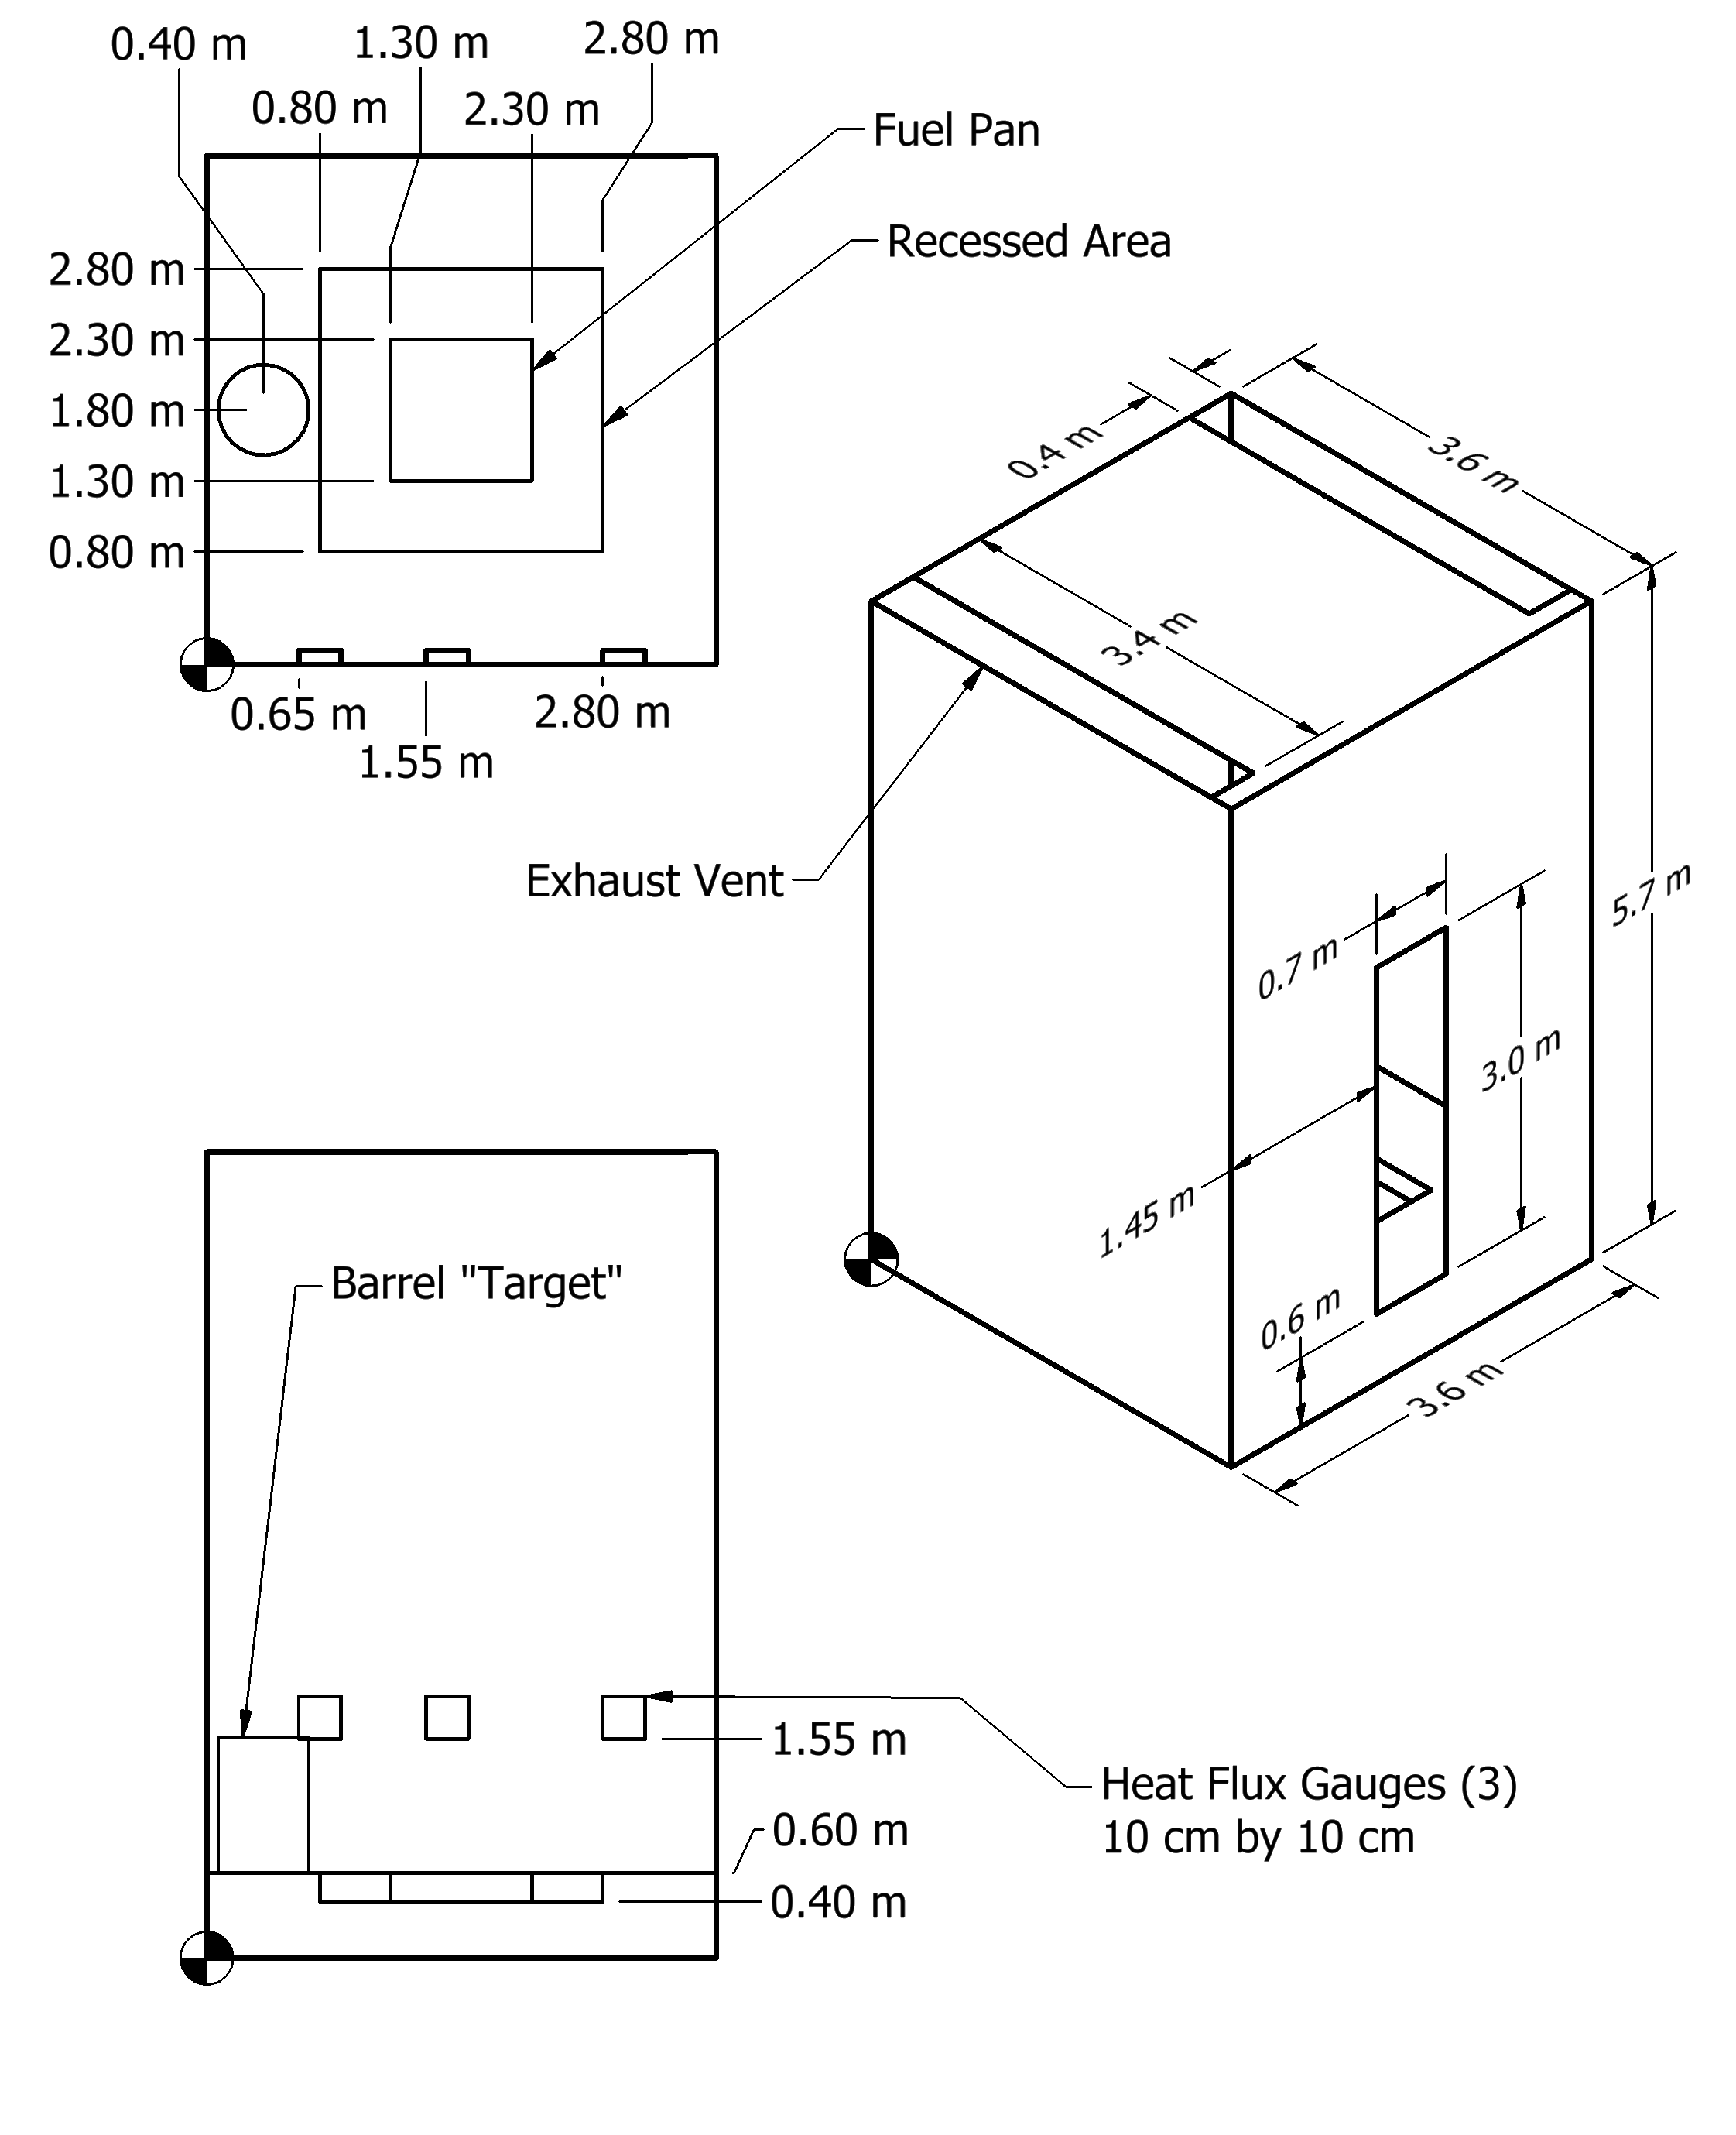 0.40 m
1.30 m
2.80 m
0.80 m
2.30 m
Fuel Pan
Recessed Area
2.80 m
2.30 m
1.80 m
1.30 m
0.80 m
0.65 m
1.55 m
2.80 m
0.4 m
3.6 m
3.4 m
Exhaust Vent
5.7 m
0.7 m
3.0 m
1.45 m
0.6 m
3.6 m
Barrel "Target"
1.55 m
0.60 m
0.40 m
Heat Flux Gauges (3)
10 cm by 10 cm